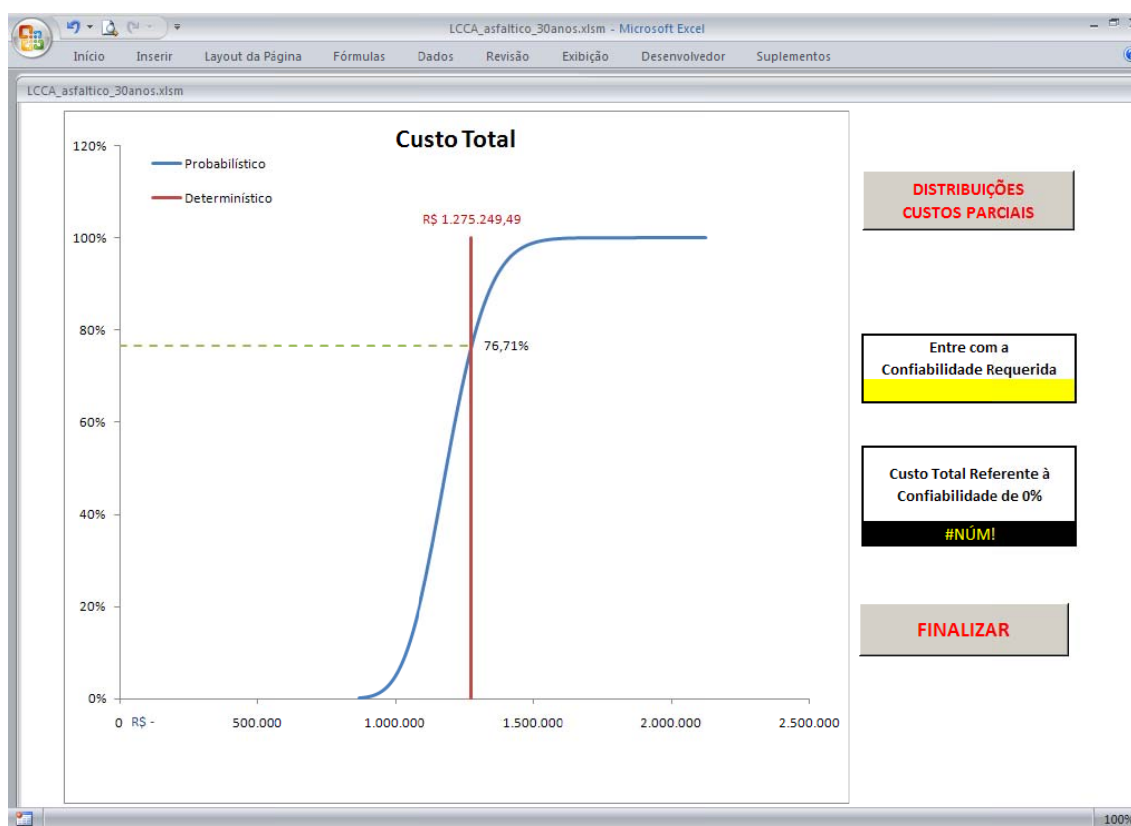 LCCA_asfaltico_30anos.xlsm - Microsoft Excel
Início Inserir Layout da Página Fórmulas Dados Revisão Exibição Desenvolvedor Suplementos
LCCA_asfaltico_30anos.xlsm
Custo Total
120%
100%
80%
60%
40%
20%
0%
Probabilístico
Determinístico
R$ 1.275.249,49
76,71%
0 R$ - 500.000 1.000.000 1.500.000 2.000.000 2.500.000
DISTRIBUIÇÕES
CUSTOS PARCIAIS
Entre com a
Confiabilidade Requerida
Custo Total Referente à
Confiabilidade de 0%
#NÚM!
FINALIZAR
100%